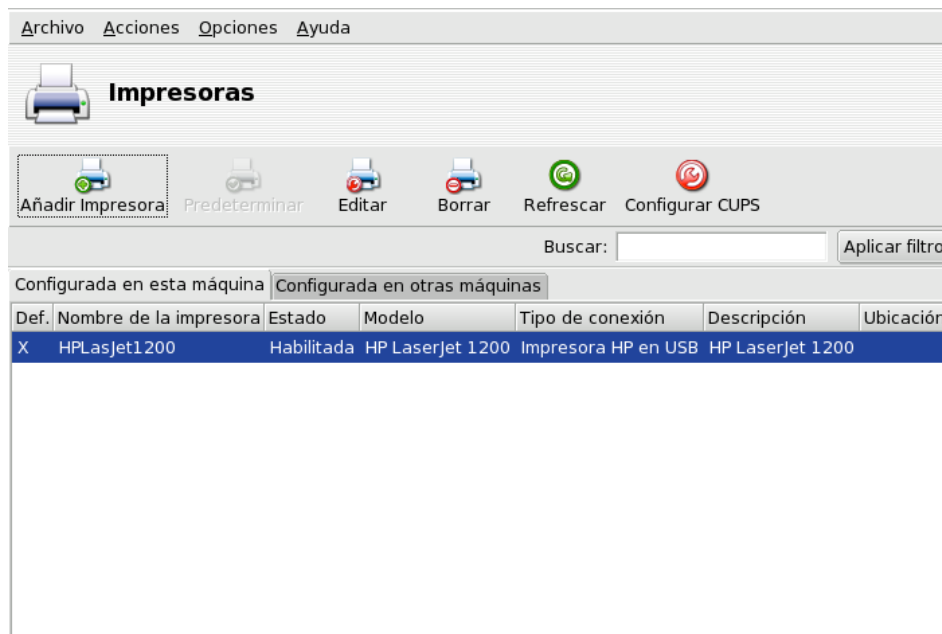 Archivo Acciones Opciones Ayuda
Impresoras
Añadir Impresora Predeterminar Editar Borrar Refrescar Configurar CUPS
Buscar: Aplicar filtro
Configurada en esta máquina Configurada en otras máquinas
Def. Nombre de la impresora Estado Modelo Tipo de conexión Descripción Ubicación
X HPLasJet1200 Habilitada HP LaserJet 1200 Impresora HP en USB HP LaserJet 1200